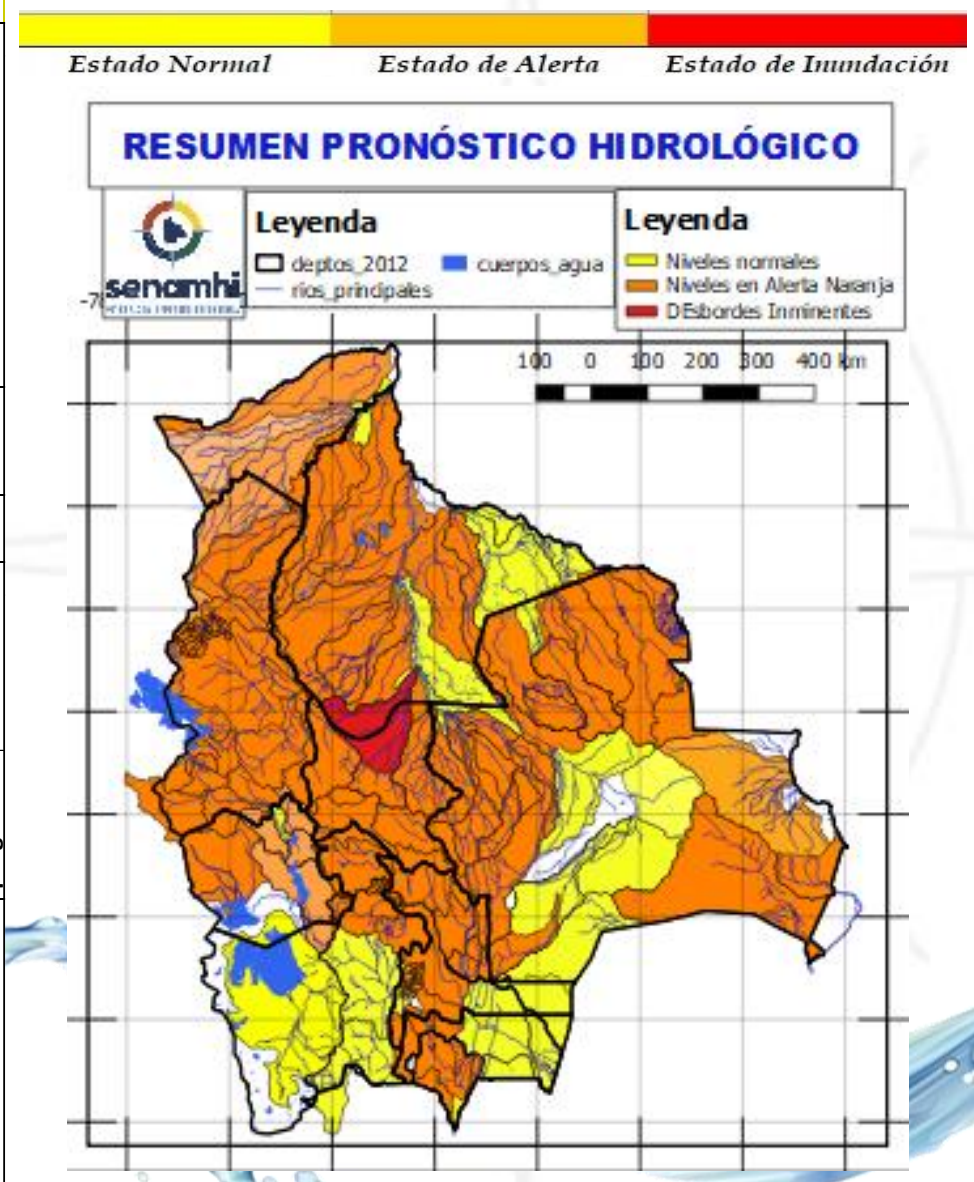 Estado Normal Estado de Alerta Estado de Inundación
RESUMEN PRONÓSTICO HIDROLÓGICO
senamhi
Leyenda
deptos_2012 cuerpos_agua
rios_principales
Leyenda
Niveles normales
Niveles en Alerta Naranja
DEsbordes Inminentes
100 0 100 200 300 400 km